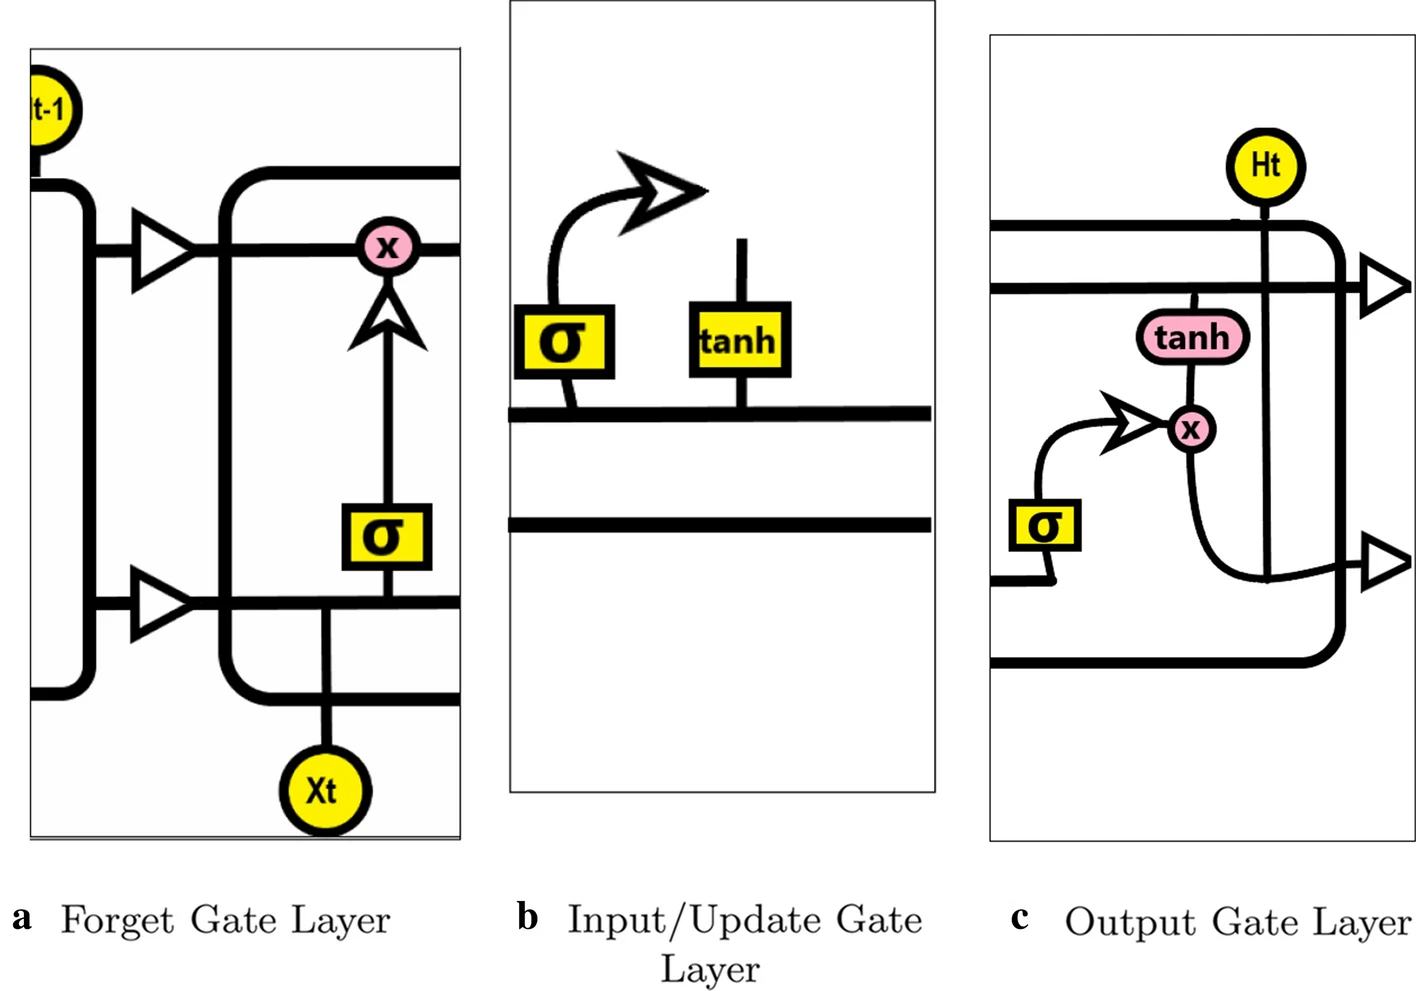 t-1
x
σ
Xt
σ
tanh
Ht
tanh
x
σ
a Forget Gate Layer
b Input/Update Gate
Layer
c Output Gate Layer